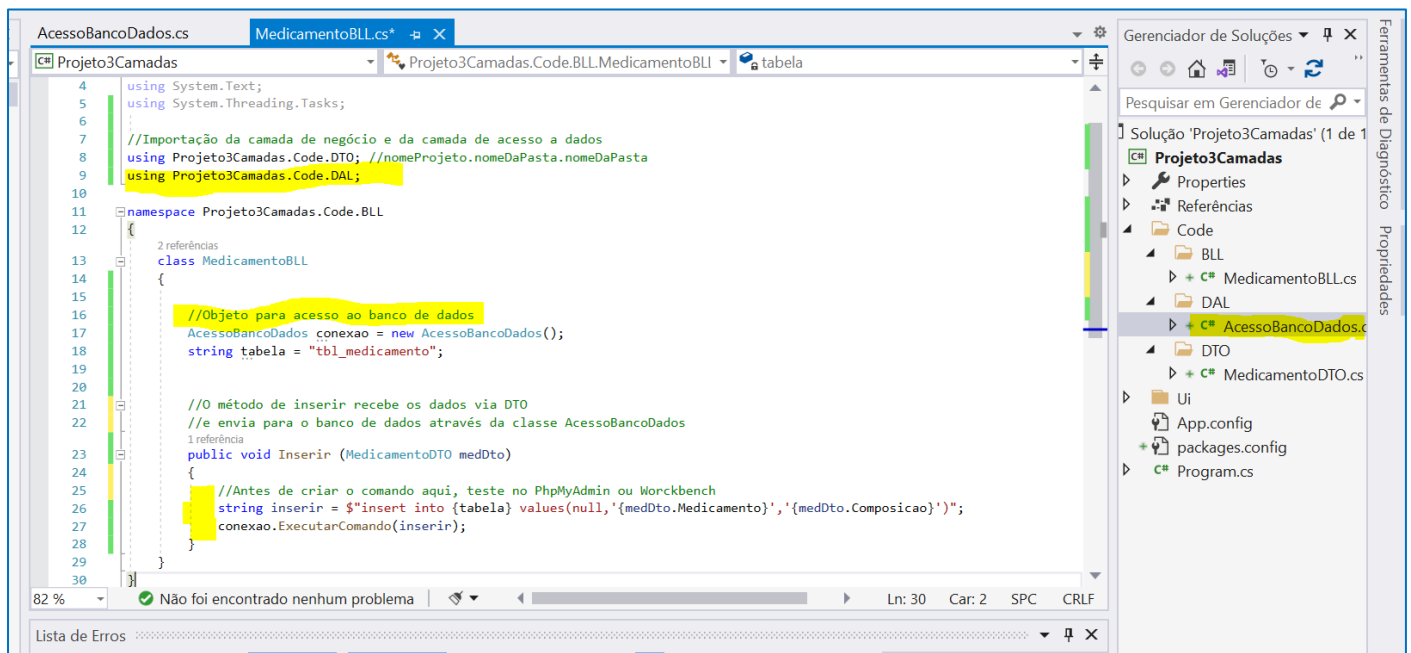 AcessoBancoDados.cs
MedicamentoBLL.cs*
Projeto3Camadas
Projeto3Camadas.Code.BLL.MedicamentoBLI
tabela
4 using System.Text;
5 using System.Threading.Tasks;
6
7 //Importação da camada de negócio e da camada de acesso a dados
8 using Projeto3Camadas.Code.DTO; //nomeProjeto.nomeDaPasta.nomeDaPasta
9 using Projeto3Camadas.Code.DAL;
10
11 namespace Projeto3Camadas.Code.BLL
12 {
2 referências
13 class MedicamentoBLL
14 {
15
16 //Objeto para acesso ao banco de dados
17 AcessoBancoDados conexao = new AcessoBancoDados();
18 string tabela = "tbl_medicamento";
19
20
21 //O método de inserir recebe os dados via DTO
22 //e envia para o banco de dados através da classe AcessoBancoDados
1 referência
23 public void Inserir (MedicamentoDTO medDto)
24 {
25 //Antes de criar o comando aqui, teste no PhpMyAdmin ou Worckbench
26 string inserir = $"insert into {tabela} values(null,'{medDto.Medicamento}','{medDto.Composicao}')";
27 conexao.ExecutarComando(inserir);
28 }
29 }
30 }
82 %
Não foi encontrado nenhum problema
Ln: 30 Car: 2 SPC CRLF
Lista de Erros
Gerenciador de Soluções
Pesquisar em Gerenciador de
Solução 'Projeto3Camadas' (1 de 1
C# Projeto3Camadas
Properties
Referências
Code
BLL
C# MedicamentoBLL.cs
DAL
C# AcessoBancoDados.c
DTO
C# MedicamentoDTO.cs
Ui
App.config
packages.config
C# Program.cs
Ferramentas de Diagnóstico
Propriedades